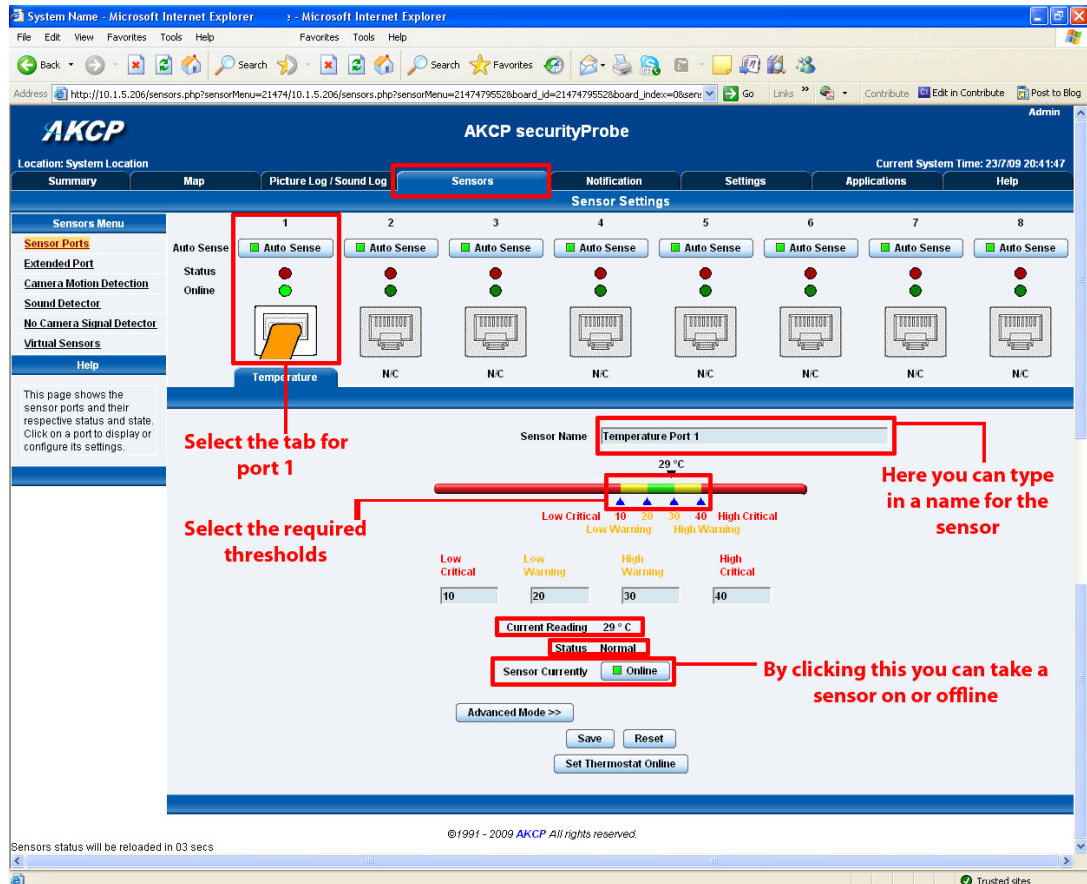 System Name - Microsoft Internet Explorer : - Microsoft Internet Explorer
File Edit View Favorites Tools Help Favorites Tools Help
Back Search Search Favorites
Address http://10.1.5.206/sensors.php?sensorMenu=21474/10.1.5.206/sensors.php?sensorMenu=2147479552&board_id=2147479552&board_index=0&sens Go Links » Contribute Edit in Contribute Post to Blog
Admin
AKCP
AKCP securityProbe
Location: System Location
Current System Time: 23/7/09 20:41:47
Summary Map Picture Log / Sound Log Sensors Notification Settings Applications Help
Sensor Settings
Sensors Menu
Sensor Ports
Extended Port
Camera Motion Detection
Sound Detector
No Camera Signal Detector
Virtual Sensors
Help
This page shows the
sensor ports and their
respective status and state.
Click on a port to display or
configure its settings.
1 2 3 4 5 6 7 8
Auto Sense Auto Sense Auto Sense Auto Sense Auto Sense Auto Sense Auto Sense Auto Sense Auto Sense
Status
Online
Temperature N/C N/C N/C N/C N/C N/C N/C
Select the tab for
port 1
Sensor Name Temperature Port 1
Here you can type
in a name for the
sensor
29 °C
Select the required
thresholds
Low Critical 10 20 30 40 High Critical
Low Warning High Warning
Low
Critical
Low
Warning
High
Warning
High
Critical
10 20 30 40
Current Reading 29 ° C
Status Normal
Sensor Currently Online
By clicking this you can take a
sensor on or offline
Advanced Mode >>
Save Reset
Set Thermostat Online
©1991 - 2009 AKCP All rights reserved.
Sensors status will be reloaded in 03 secs
Trusted sites